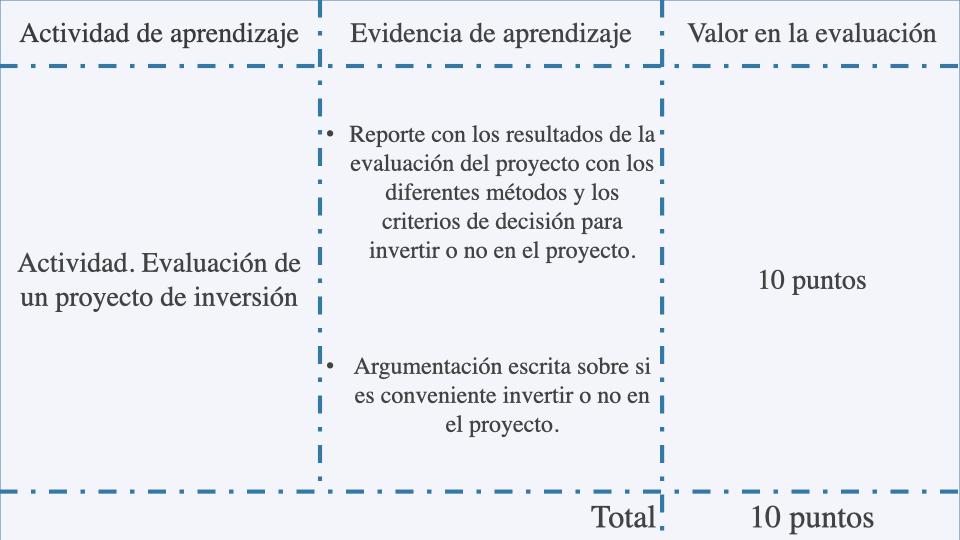 Actividad de aprendizaje
Evidencia de aprendizaje
Valor en la evaluación
Actividad. Evaluación de
un proyecto de inversión
• Reporte con los resultados de la
evaluación del proyecto con los
diferentes métodos y los
criterios de decisión para
invertir o no en el proyecto.
• Argumentación escrita sobre si
es conveniente invertir o no en
el proyecto.
10 puntos
Total
10 puntos